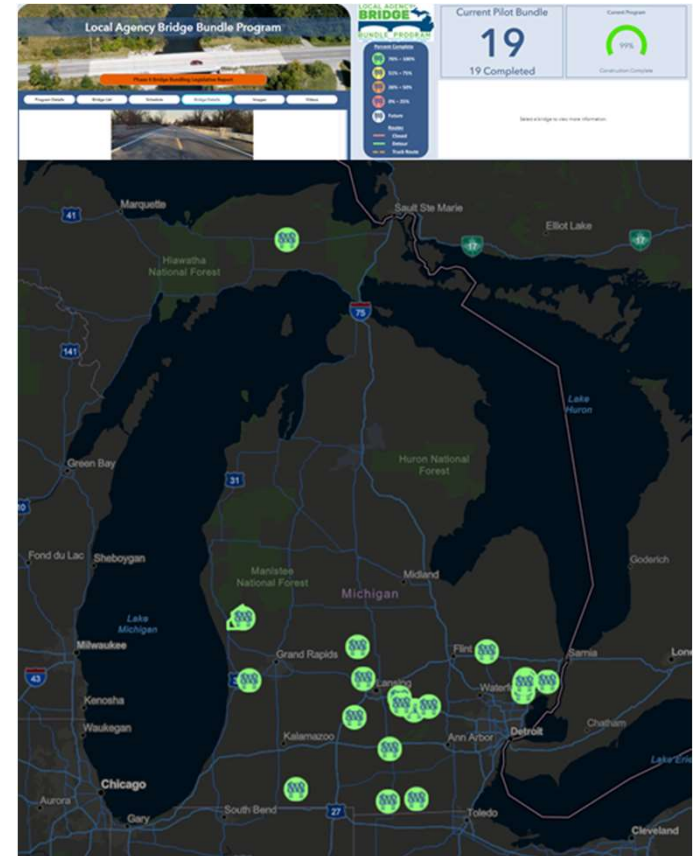 Local Agency Bridge Bundle Program
Phase II Bridge Bundling Legislative Report
Program Details
Bridge List
Schedule
Bridge Details
Images
Videos
LOCAL AGENCY
BRIDGE
BUNDLE PROGRAM
Percent Complete
76% - 100%
51% - 75%
26% - 50%
0% - 25%
Future
Routes
Closed
Detour
Truck Route
Current Pilot Bundle
19
19 Completed
Current Program
99%
Construction Complete
Select a bridge to view more information.
41
Marquette
Sault Ste Marie
Elliot Lake
17
17
Hiawatha
National Forest
75
141
Lake
Huron
Green Bay
Huron National
Forest
31
Fond du Lac
Sheboygan
Goderich
Manistee
National Forest
Midland
Michigan
Lake
Michigan
Milwaukee
Grand Rapids
Flint
Sarnia
43
Lansing
Kenosha
Waukegan
Kalamazoo
Ann Arbor
Detroit
Chatham
Chicago
Aurora
Gary
South Bend
27
Toledo
Cleveland